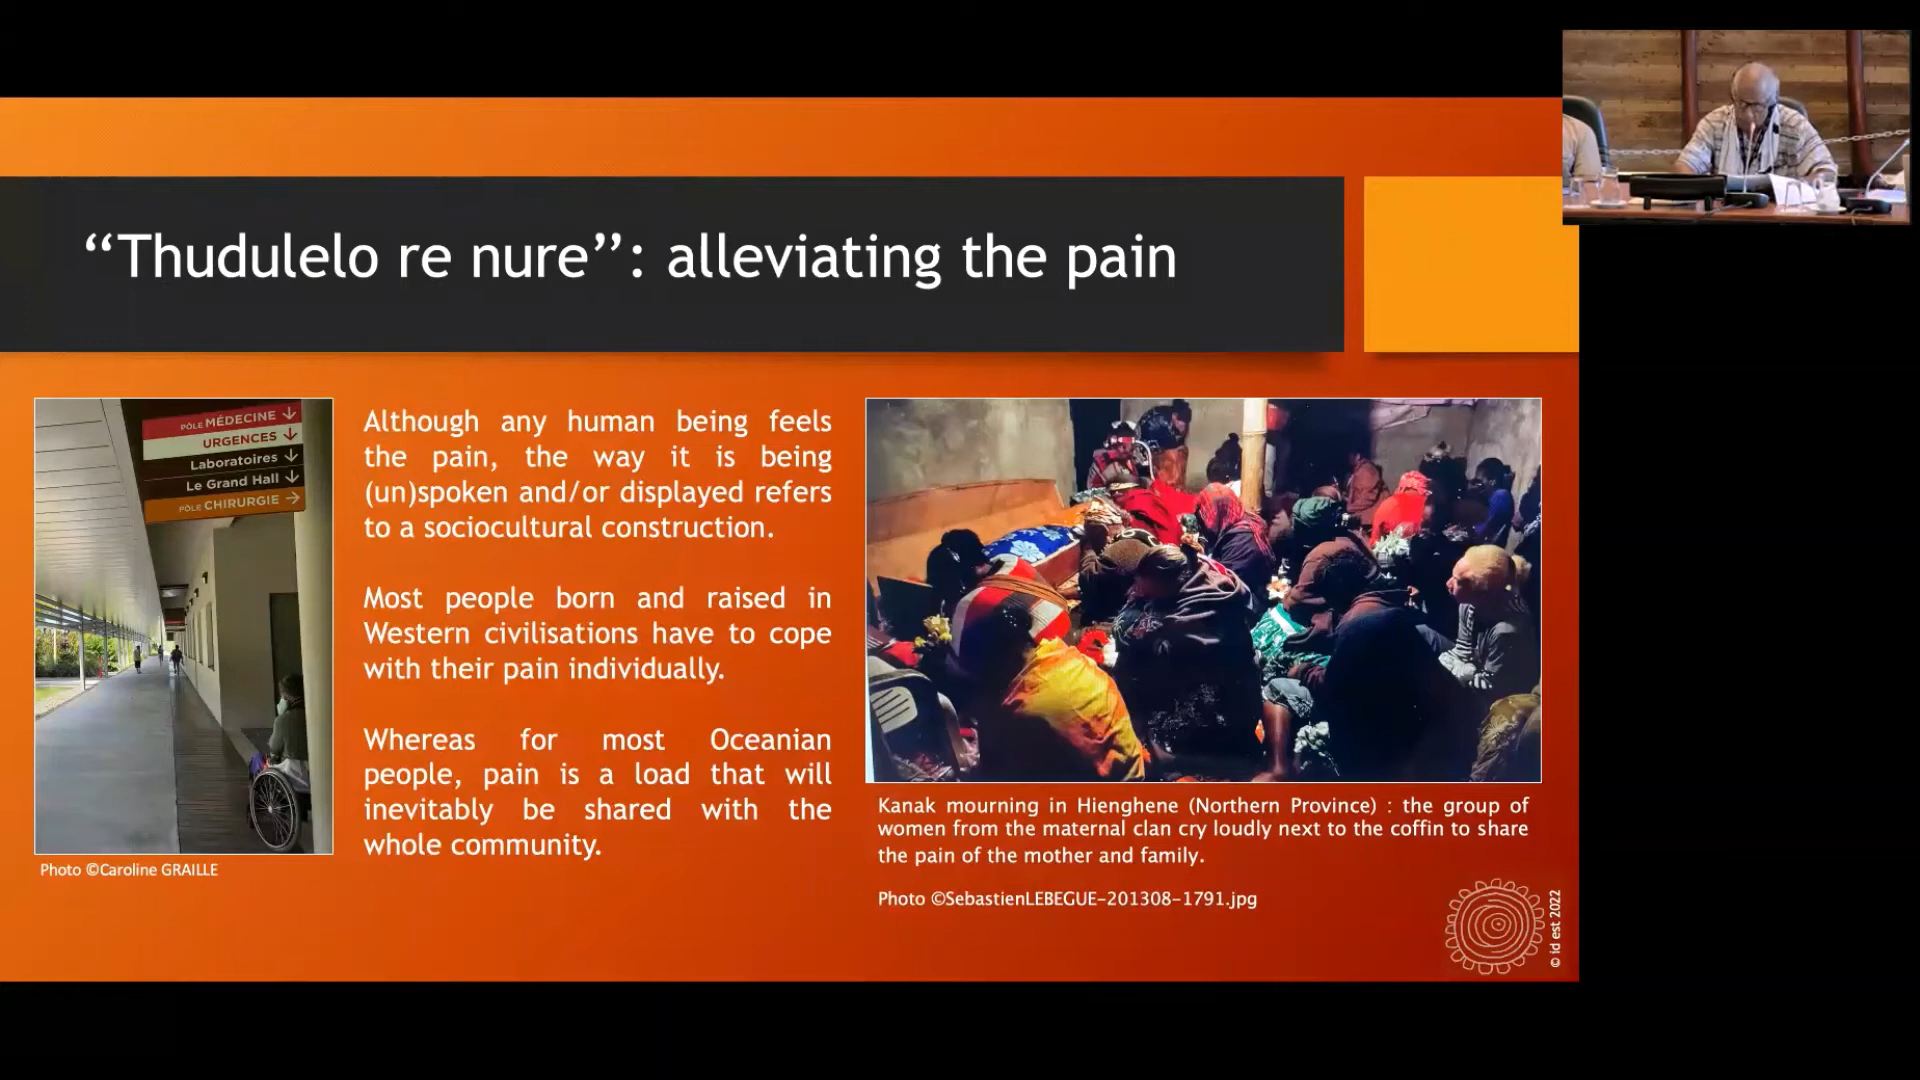 “Thudulelo re nure”: alleviating the pain
PÔLE MÉDECINE ↓
URGENCES ↓
Laboratoires ↓
Le Grand Hall ↓
PÔLE CHIRURGIE →
Photo ©Caroline GRAILLE
Although any human being feels
the pain, the way it is being
(un)spoken and/or displayed refers
to a sociocultural construction.
Most people born and raised in
Western civilisations have to cope
with their pain individually.
Whereas for most Oceanian
people, pain is a load that will
inevitably be shared with the
whole community.
Kanak mourning in Hienghene (Northern Province) : the group of
women from the maternal clan cry loudly next to the coffin to share
the pain of the mother and family.
Photo ©SebastienLEBEGUE-201308-1791.jpg
© id est 2022